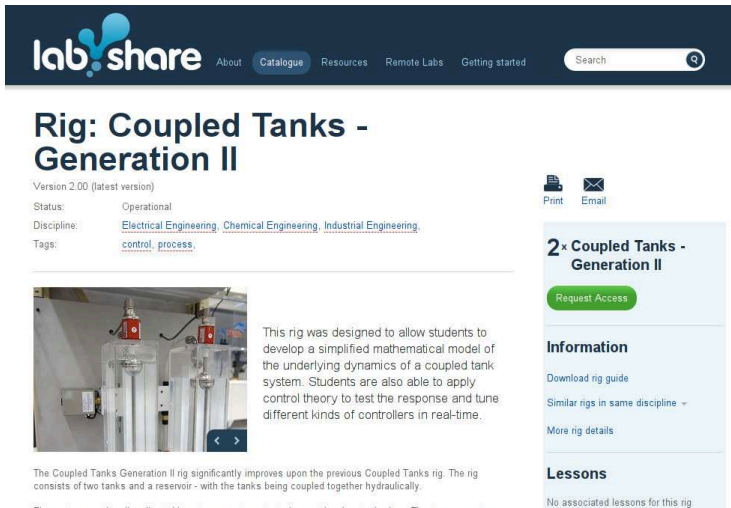 labshare
About Catalogue Resources Remote Labs Getting started
Search
Rig: Coupled Tanks -
Generation II
Version 2.00 (latest version)
Status: Operational
Discipline: Electrical Engineering, Chemical Engineering, Industrial Engineering,
Tags: control, process,
Print Email
2× Coupled Tanks -
Generation II
Request Access
Information
Download rig guide
Similar rigs in same discipline
More rig details
Lessons
No associated lessons for this rig
This rig was designed to allow students to
develop a simplified mathematical model of
the underlying dynamics of a coupled tank
system. Students are also able to apply
control theory to test the response and tune
different kinds of controllers in real-time.
The Coupled Tanks Generation II rig significantly improves upon the previous Coupled Tanks rig. The rig
consists of two tanks and a reservoir - with the tanks being coupled together hydraulically.